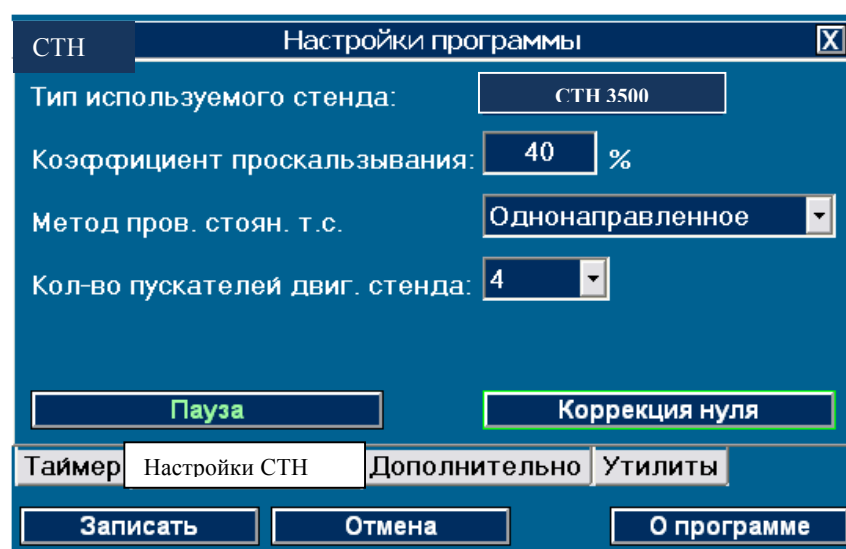 СТН Настройки программы X
Тип используемого стенда: СТН 3500
Коэффициент проскальзывания: 40 %
Метод пров. стоян. т.с. Однонаправленное
Кол-во пускателей двиг. стенда: 4
Пауза Коррекция нуля
Таймер Настройки СТН Дополнительно Утилиты
Записать Отмена О программе